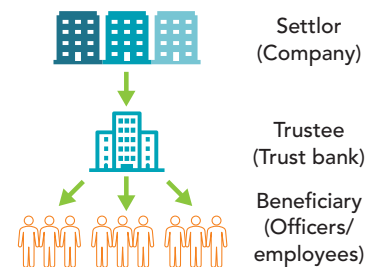 Settlor
(Company)
Trustee
(Trust bank)
Beneficiary
(Officers/
employees)